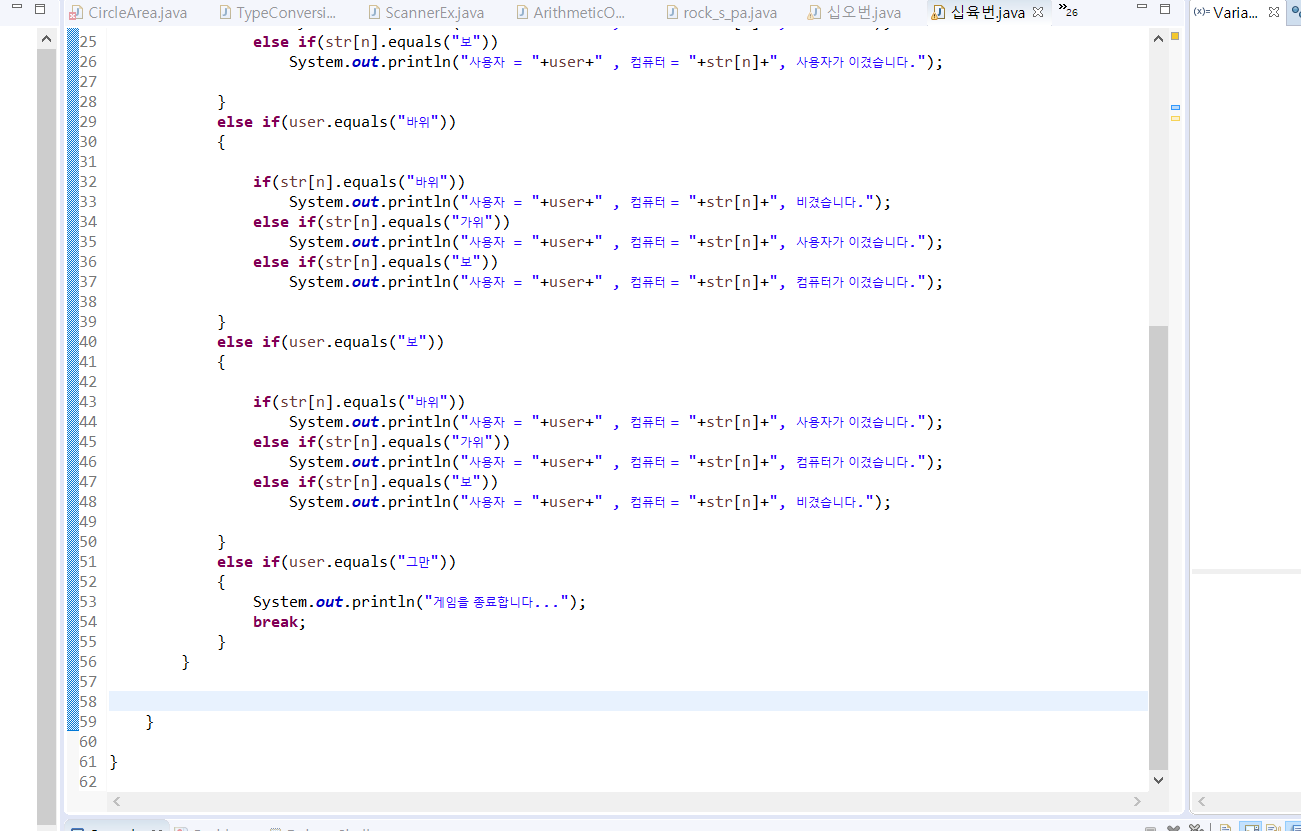 CircleArea.java TypeConversi... ScannerEx.java ArithmeticO... rock_s_pa.java 십오번.java 십육번.java »26 (x)= Varia...
25 else if(str[n].equals("보"))
26 System.out.println("사용자 = "+user+" , 컴퓨터 = "+str[n]+", 사용자가 이겼습니다.");
27
28 }
29 else if(user.equals("바위"))
30 {
31
32 if(str[n].equals("바위"))
33 System.out.println("사용자 = "+user+" , 컴퓨터 = "+str[n]+", 비겼습니다.");
34 else if(str[n].equals("가위"))
35 System.out.println("사용자 = "+user+" , 컴퓨터 = "+str[n]+", 사용자가 이겼습니다.");
36 else if(str[n].equals("보"))
37 System.out.println("사용자 = "+user+" , 컴퓨터 = "+str[n]+", 컴퓨터가 이겼습니다.");
38
39 }
40 else if(user.equals("보"))
41 {
42
43 if(str[n].equals("바위"))
44 System.out.println("사용자 = "+user+" , 컴퓨터 = "+str[n]+", 사용자가 이겼습니다.");
45 else if(str[n].equals("가위"))
46 System.out.println("사용자 = "+user+" , 컴퓨터 = "+str[n]+", 컴퓨터가 이겼습니다.");
47 else if(str[n].equals("보"))
48 System.out.println("사용자 = "+user+" , 컴퓨터 = "+str[n]+", 비겼습니다.");
49
50 }
51 else if(user.equals("그만"))
52 {
53 System.out.println("게임을 종료합니다...");
54 break;
55 }
56 }
57
58
59 }
60
61 }
62